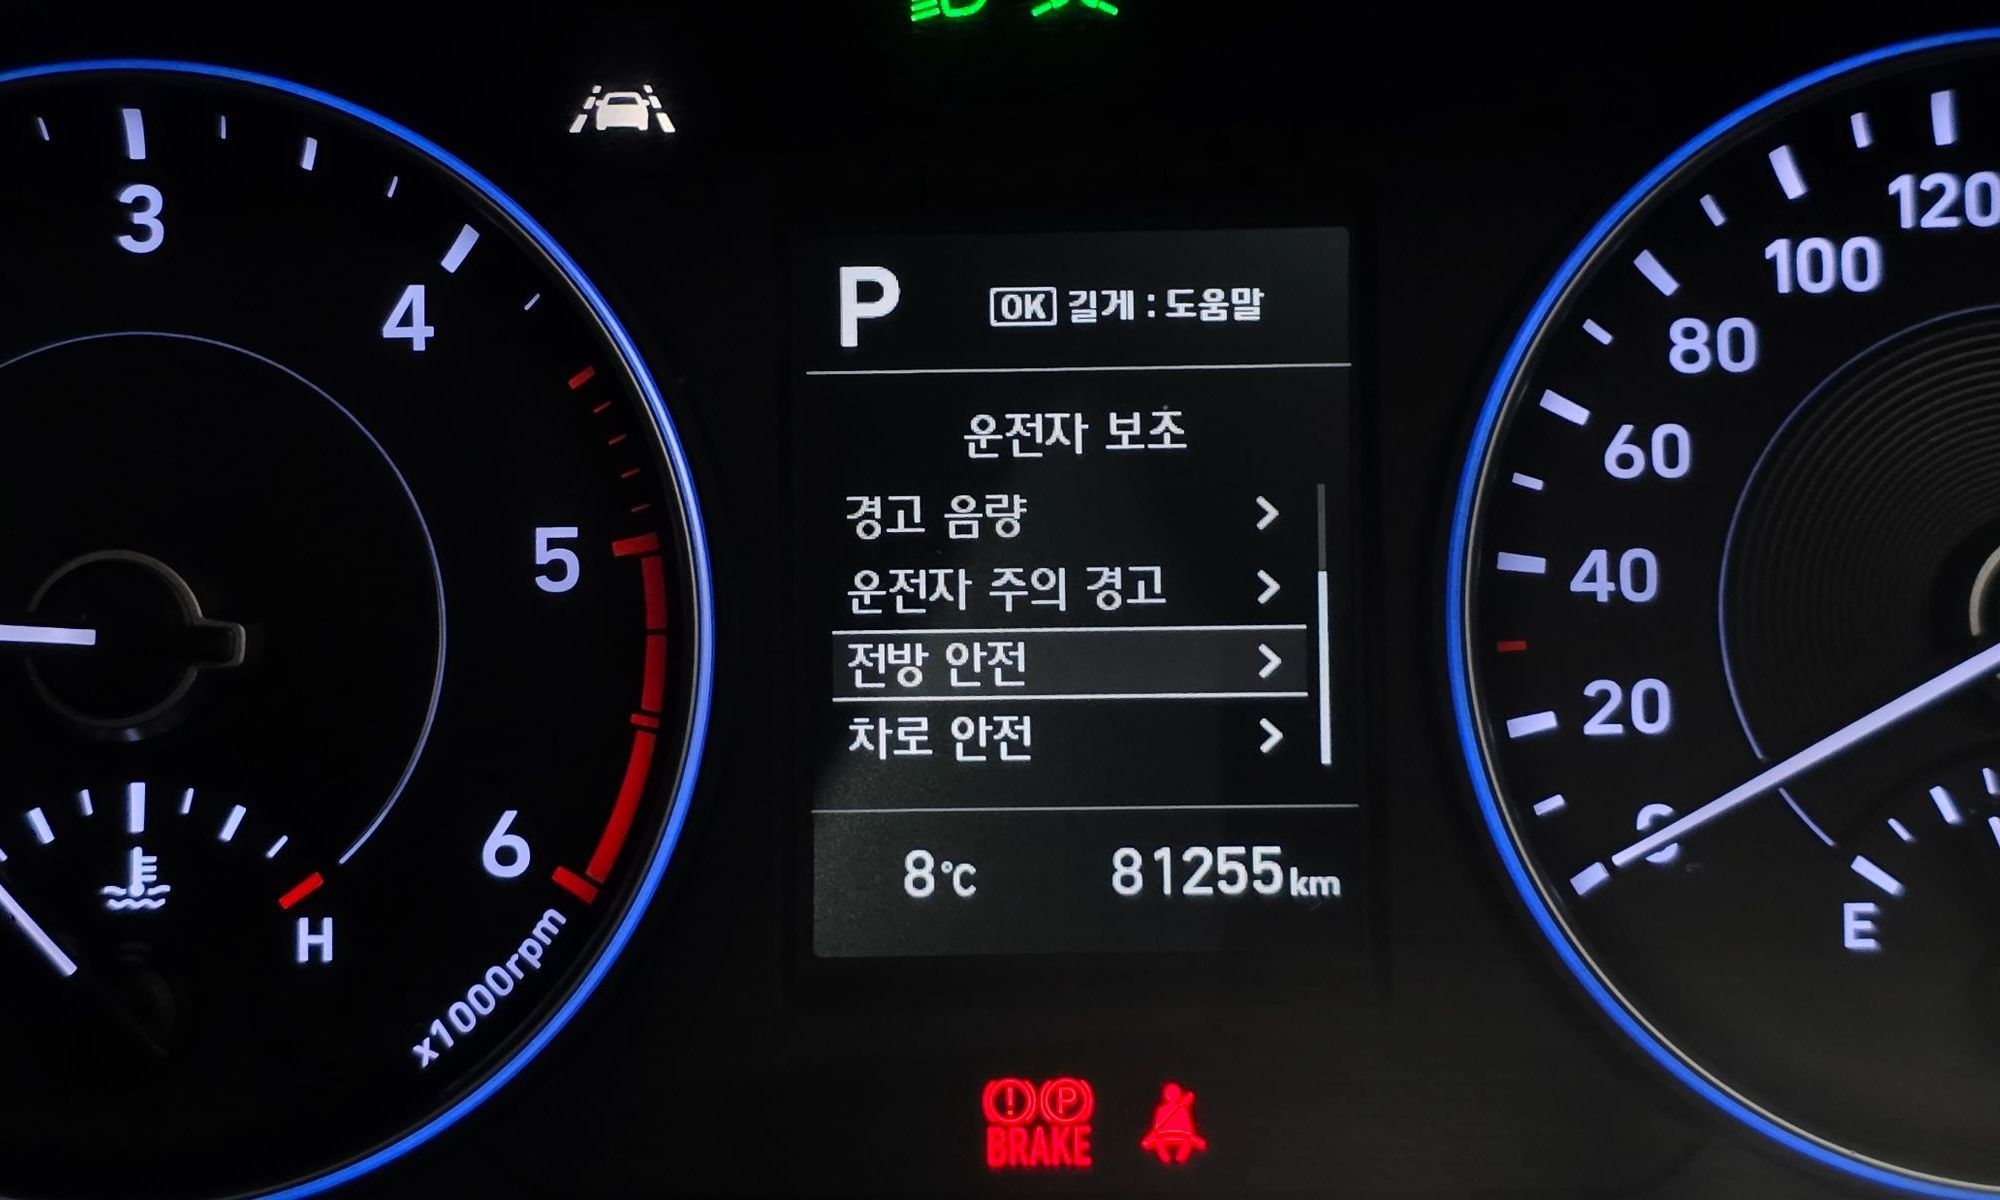 3
4
5
6
x1000rpm
H
P
OK 길게 : 도움말
운전자 보조
경고 음량
운전자 주의 경고
전방 안전
차로 안전
8℃ 81255km
120
100
80
60
40
20
0
E
(!) (P)
BRAKE